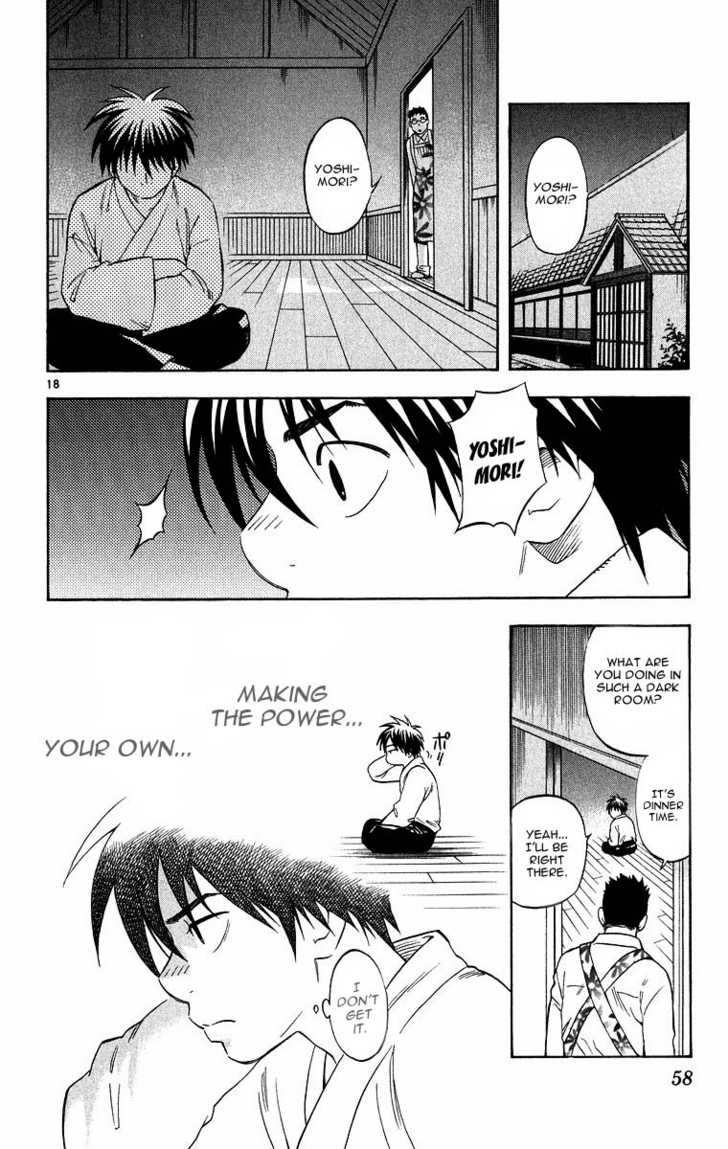 YOSHI-
MORI?
YOSHI-
MORI?
18
YOSHI-
MORI!
WHAT ARE
YOU DOING IN
SUCH A DARK
ROOM?
IT'S
DINNER
TIME.
YEAH...
I'LL BE
RIGHT
THERE.
MAKING
THE POWER...
ポリ
YOUR OWN...
I
DON'T
GET
IT.
58